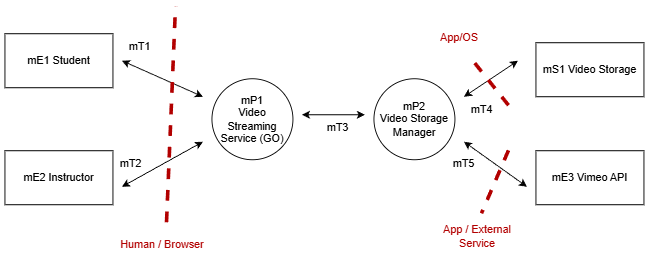 App/OS
mT1
mE1 Student
mS1 Video Storage
mP1
Video
Streaming
Service (GO)
mP2
Video Storage
Manager
mT4
mT3
mT2
mT5
mE2 Instructor
mE3 Vimeo API
Human / Browser
App / External
Service